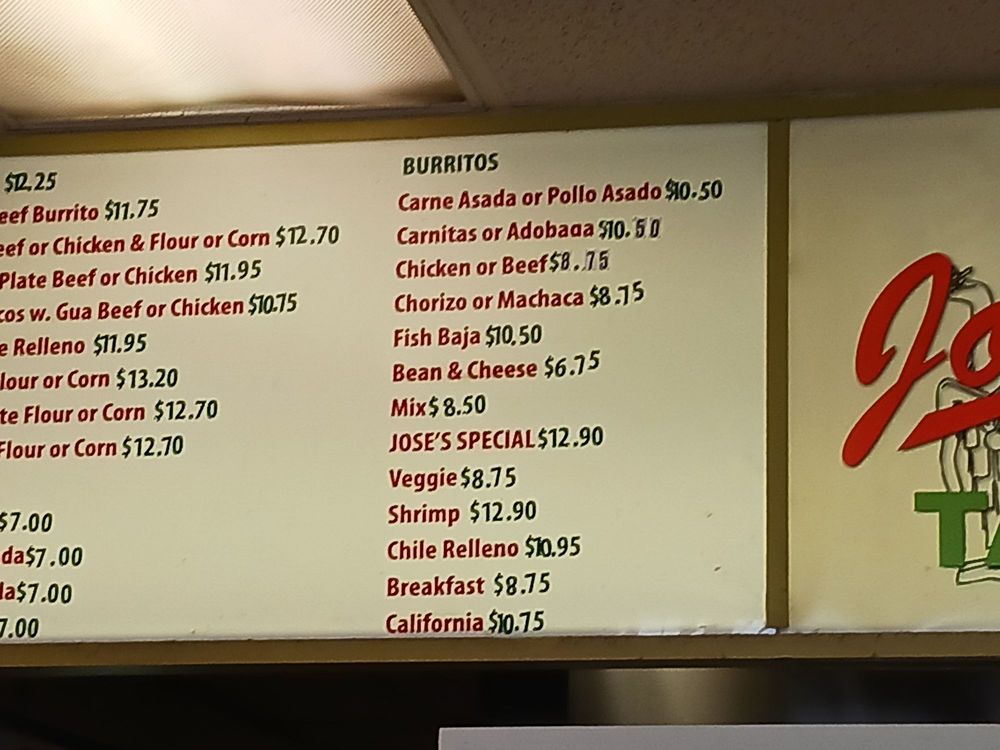 $12.25
eef Burrito $11.75
eef or Chicken & Flour or Corn $12.70
Plate Beef or Chicken $11.95
cos w. Gua Beef or Chicken $10.75
e Relleno $11.95
lour or Corn $13.20
te Flour or Corn $12.70
Flour or Corn $12.70
$7.00
da $7.00
la $7.00
7.00
BURRITOS
Carne Asada or Pollo Asado $10.50
Carnitas or Adobada $10.50
Chicken or Beef $8.75
Chorizo or Machaca $8.75
Fish Baja $10.50
Bean & Cheese $6.75
Mix $8.50
JOSE'S SPECIAL $12.90
Veggie $8.75
Shrimp $12.90
Chile Relleno $10.95
Breakfast $8.75
California $10.75
Jo
TA